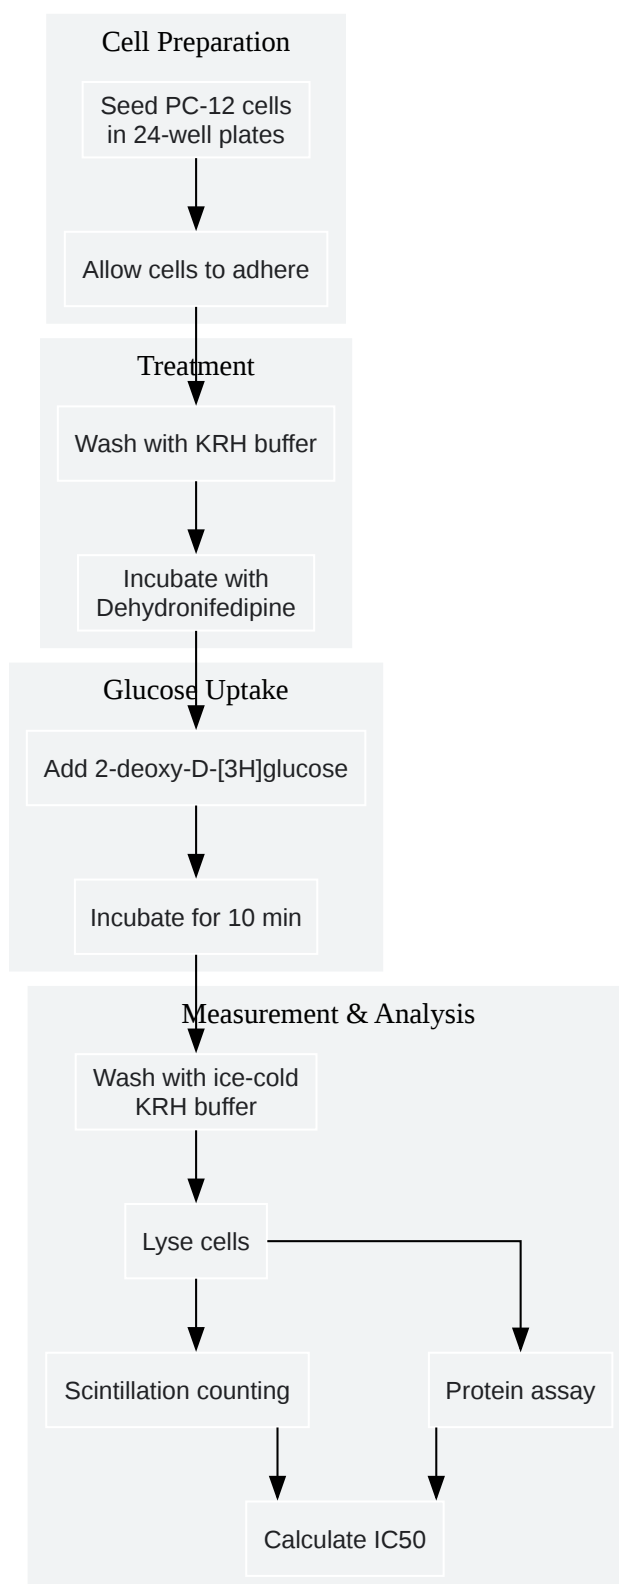 Cell Preparation
Seed PC-12 cells
in 24-well plates
Allow cells to adhere
Treatment
Wash with KRH buffer
Incubate with
Dehydronifedipine
Glucose Uptake
Add 2-deoxy-D-[3H]glucose
Incubate for 10 min
Measurement & Analysis
Wash with ice-cold
KRH buffer
Lyse cells
Scintillation counting
Protein assay
Calculate IC50